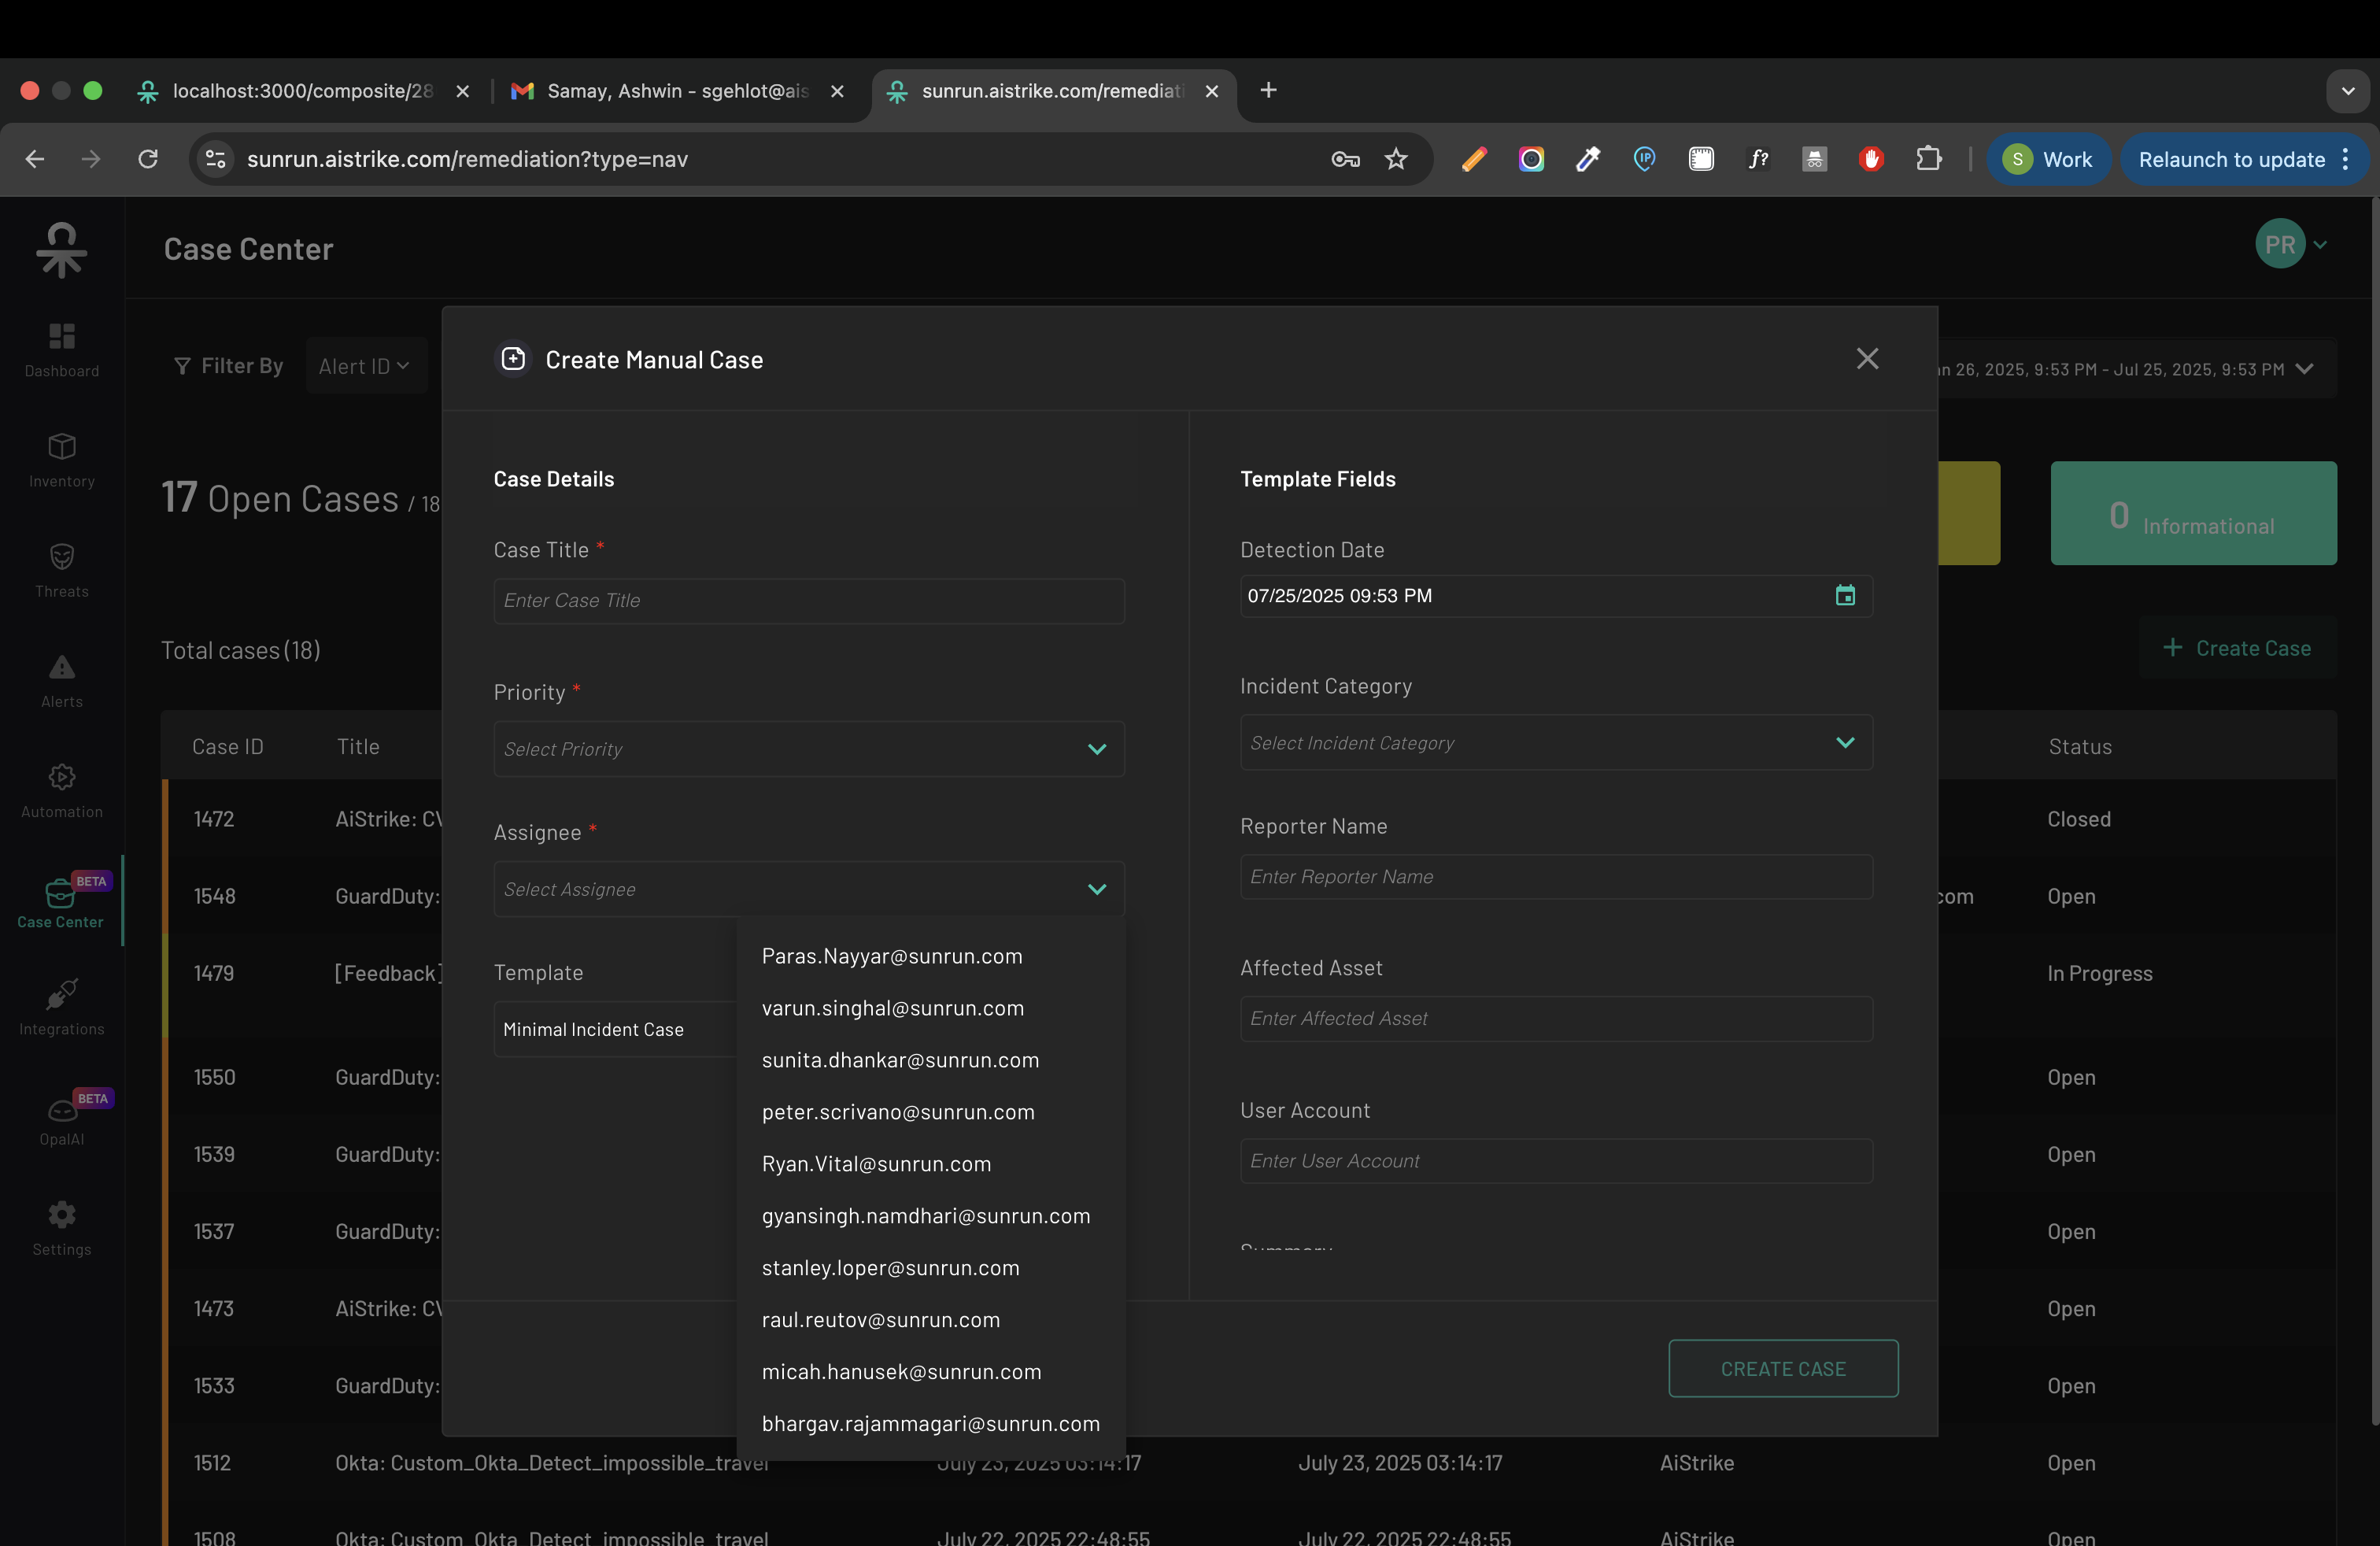 localhost:3000/composite/28
Samay, Ashwin - sgehlot@ais
sunrun.aistrike.com/remediati
sunrun.aistrike.com/remediation?type=nav
IP
f?
S Work
Relaunch to update
Case Center
PR
Dashboard
Inventory
Threats
Alerts
Automation
BETA
Case Center
Integrations
BETA
OpalAI
Settings
Filter By
Alert ID
26, 2025, 9:53 PM - Jul 25, 2025, 9:53 PM
17 Open Cases / 18
0 Informational
Total cases (18)
+ Create Case
Case ID Title Status
1472 AiStrike: CV Closed
1548 GuardDuty: com Open
1479 [Feedback] In Progress
1550 GuardDuty: Open
1539 GuardDuty: Open
1537 GuardDuty: Open
1473 AiStrike: CV Open
1533 GuardDuty: Open
1512 Okta: Custom_Okta_Detect_impossible_travel July 23, 2025 03:14:17 July 23, 2025 03:14:17 AiStrike Open
1508 Okta: Custom_Okta_Detect_impossible_travel July 22, 2025 22:48:55 July 22, 2025 22:48:55 AiStrike Open
Create Manual Case
Case Details
Case Title *
Enter Case Title
Priority *
Select Priority
Assignee *
Select Assignee
Paras.Nayyar@sunrun.com
varun.singhal@sunrun.com
sunita.dhankar@sunrun.com
peter.scrivano@sunrun.com
Ryan.Vital@sunrun.com
gyansingh.namdhari@sunrun.com
stanley.loper@sunrun.com
raul.reutov@sunrun.com
micah.hanusek@sunrun.com
bhargav.rajammagari@sunrun.com
Template
Minimal Incident Case
Template Fields
Detection Date
07/25/2025 09:53 PM
Incident Category
Select Incident Category
Reporter Name
Enter Reporter Name
Affected Asset
Enter Affected Asset
User Account
Enter User Account
Summary
CREATE CASE